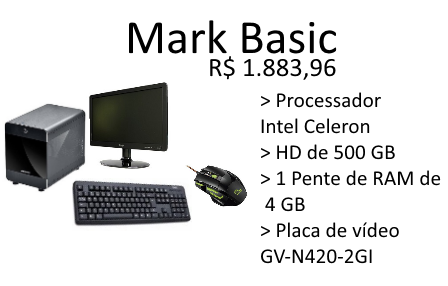 Mark Basic
R$ 1.883,96
> Processador
Intel Celeron
> HD de 500 GB
> 1 Pente de RAM de
4 GB
> Placa de vídeo
GV-N420-2GI